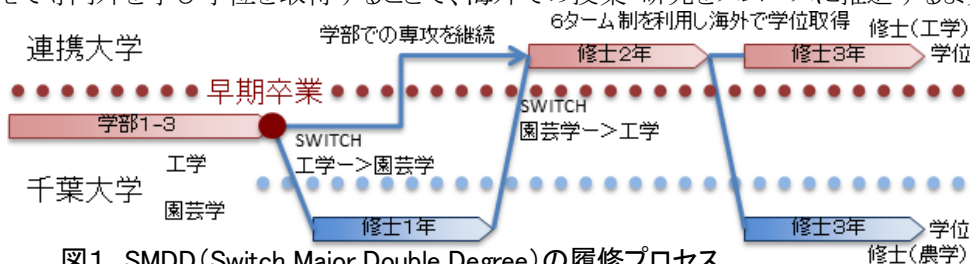 学部での専攻を継続
6ターム制を利用し海外で学位取得
修士(工学)
連携大学
修士2年
修士3年
学位
早期卒業
学部1-3
SWITCH
工学ー>園芸学
SWITCH
園芸学ー>工学
工学
千葉大学
園芸学
修士1年
修士3年
学位
修士(農学)
図1 SMDD(Switch Major Double Degree)の履修プロセス